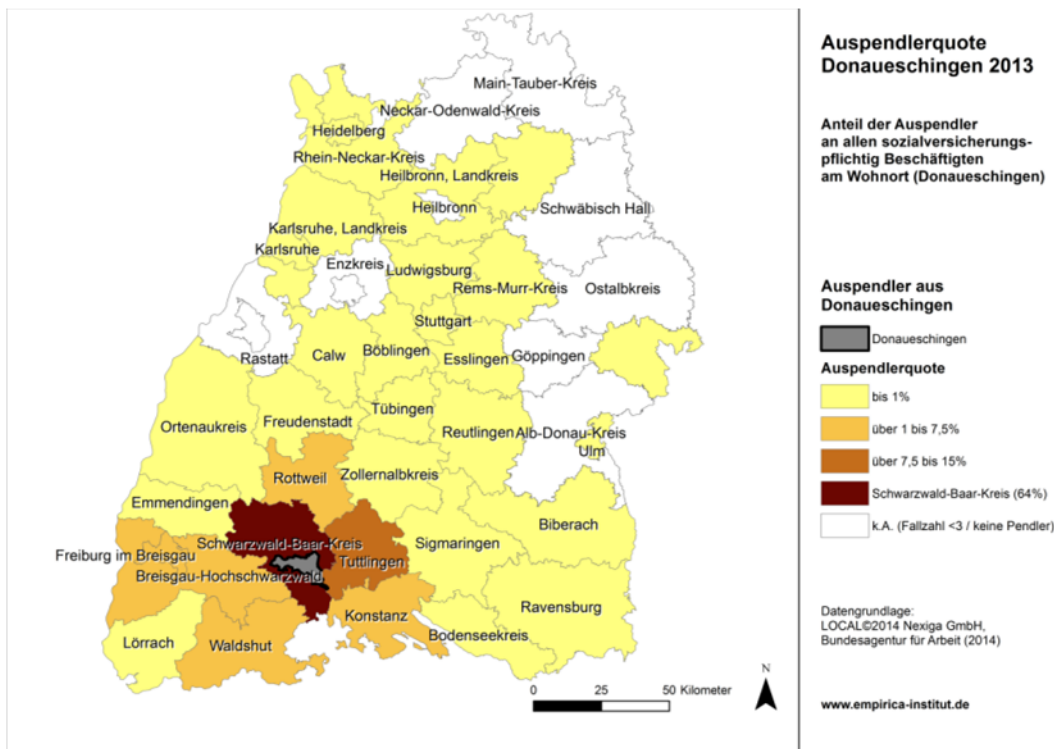 Main-Tauber-Kreis
Neckar-Odenwald-Kreis
Heidelberg
Rhein-Neckar-Kreis
Heilbronn, Landkreis
Heilbronn
Schwäbisch Hall
Karlsruhe, Landkreis
Karlsruhe
Enzkreis
Ludwigsburg
Rems-Murr-Kreis
Ostalbkreis
Stuttgart
Rastatt
Calw
Böblingen
Esslingen
Göppingen
Tübingen
Ortenaukreis
Freudenstadt
Reutlingen
Alb-Donau-Kreis
Ulm
Rottweil
Zollernalbkreis
Emmendingen
Biberach
Schwarzwald-Baar-Kreis
Sigmaringen
Freiburg im Breisgau
Tuttlingen
Breisgau-Hochschwarzwald
Ravensburg
Konstanz
Bodenseekreis
Lörrach
Waldshut
N
0 25 50 Kilometer
Auspendlerquote
Donaueschingen 2013
Anteil der Auspendler
an allen sozialversicherungs-
pflichtig Beschäftigten
am Wohnort (Donaueschingen)
Auspendler aus
Donaueschingen
Donaueschingen
Auspendlerquote
bis 1%
über 1 bis 7,5%
über 7,5 bis 15%
Schwarzwald-Baar-Kreis (64%)
k.A. (Fallzahl <3 / keine Pendler)
Datengrundlage:
LOCAL©2014 Nexiga GmbH,
Bundesagentur für Arbeit (2014)
www.empirica-institut.de